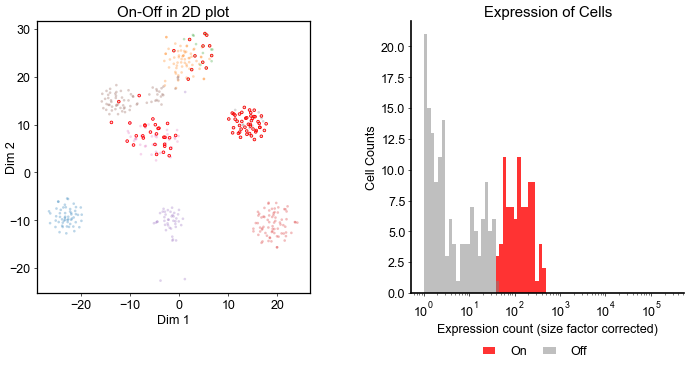 On-Off in 2D plot
Dim 2
30
20
10
0
−10
−20
−20 −10 0 10 20
Dim 1
Expression of Cells
Cell Counts
20.0
17.5
15.0
12.5
10.0
7.5
5.0
2.5
0.0
10⁰ 10¹ 10² 10³ 10⁴ 10⁵
Expression count (size factor corrected)
On Off